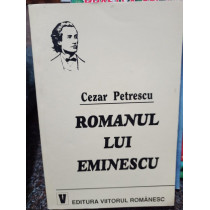 Cezar Petrescu
ROMANUL
LUI
EMINESCU
V EDITURA VIITORUL ROMÂNESC